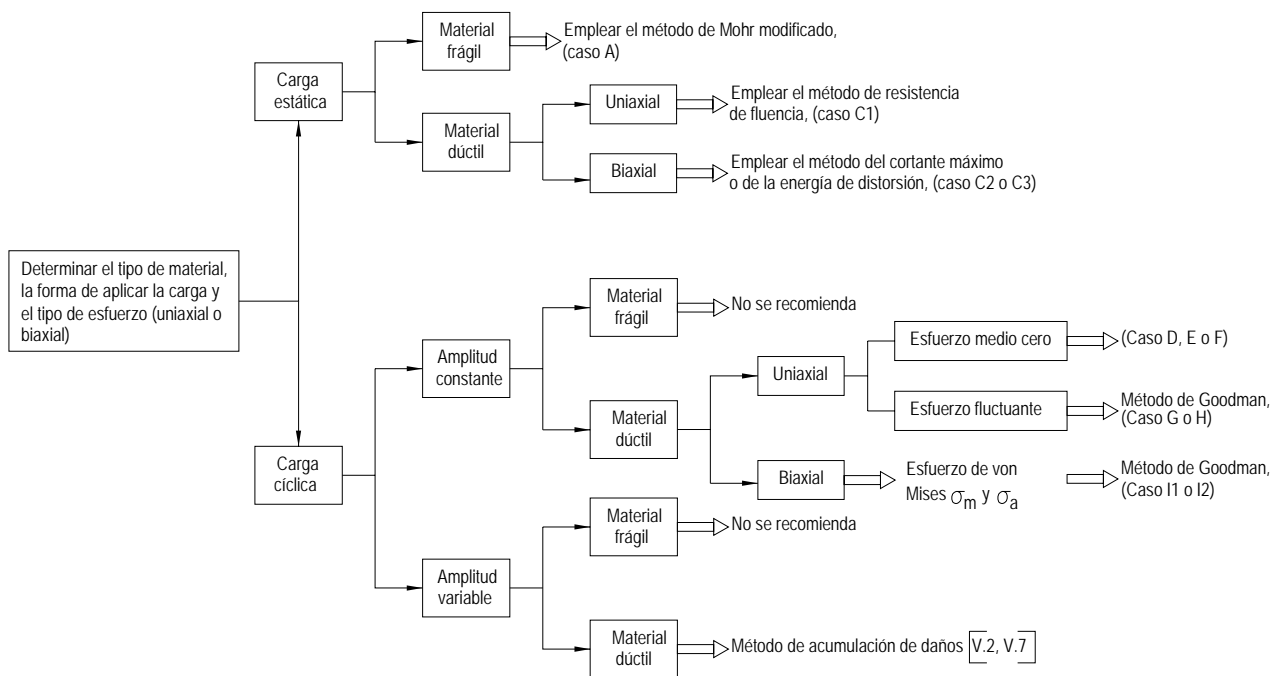 Material
frágil
Emplear el método de Mohr modificado,
(caso A)
Carga
estática
Uniaxial
Emplear el método de resistencia
de fluencia, (caso C1)
Material
dúctil
Biaxial
Emplear el método del cortante máximo
o de la energía de distorsión, (caso C2 o C3)
Determinar el tipo de material,
la forma de aplicar la carga y
el tipo de esfuerzo (uniaxial o
biaxial)
Material
frágil
No se recomienda
Amplitud
constante
Esfuerzo medio cero
(Caso D, E o F)
Uniaxial
Esfuerzo fluctuante
Método de Goodman,
(Caso G o H)
Material
dúctil
Carga
cíclica
Biaxial
Esfuerzo de von
Mises σm y σa
Método de Goodman,
(Caso I1 o I2)
Material
frágil
No se recomienda
Amplitud
variable
Material
dúctil
Método de acumulación de daños [V.2, V.7]